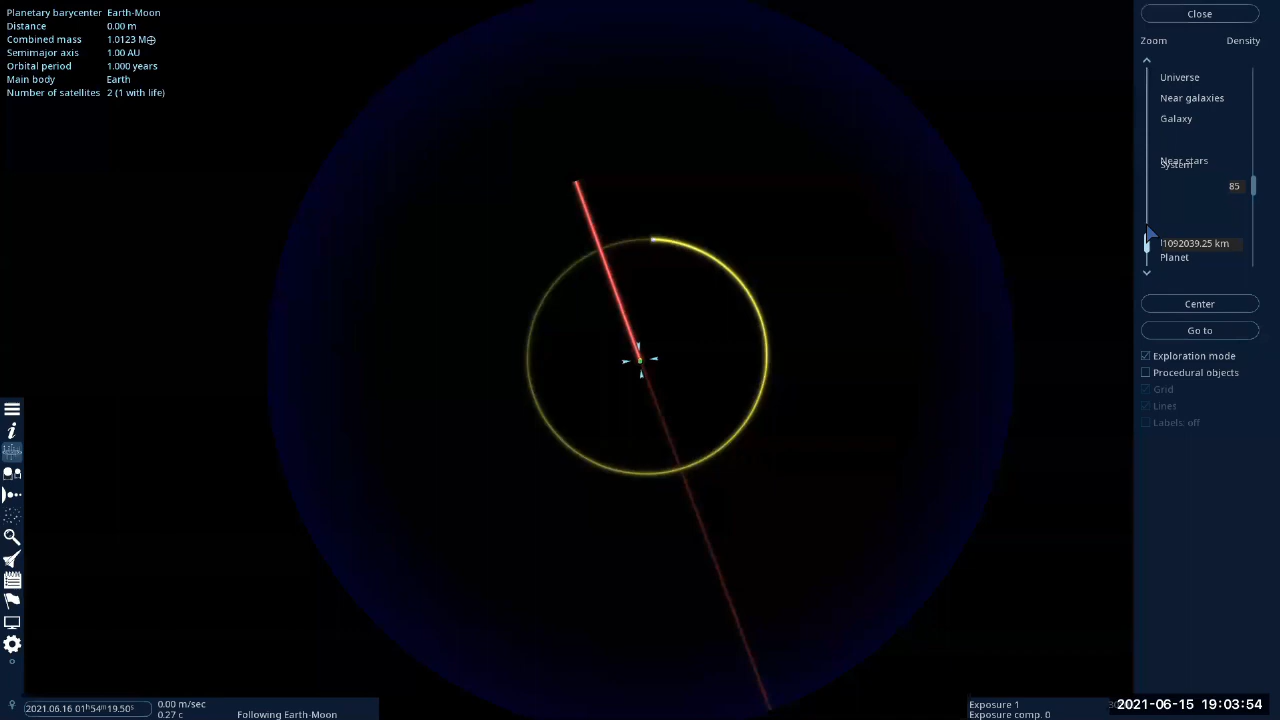 Planetary barycenter Earth-Moon
Distance 0.00 m
Combined mass 1.0123 M⊕
Semimajor axis 1.00 AU
Orbital period 1.000 years
Main body Earth
Number of satellites 2 (1 with life)
Close
Zoom Density
Universe
Near galaxies
Galaxy
Near stars
System
85
1092039.25 km
Planet
Center
Go to
Exploration mode
Procedural objects
Grid
Lines
Labels: off
2021.06.16 01ʰ54ᵐ19.50ˢ
0.00 m/sec
0.27 c
Following Earth-Moon
Exposure 1
Exposure comp. 0
2021-06-15 19:03:54